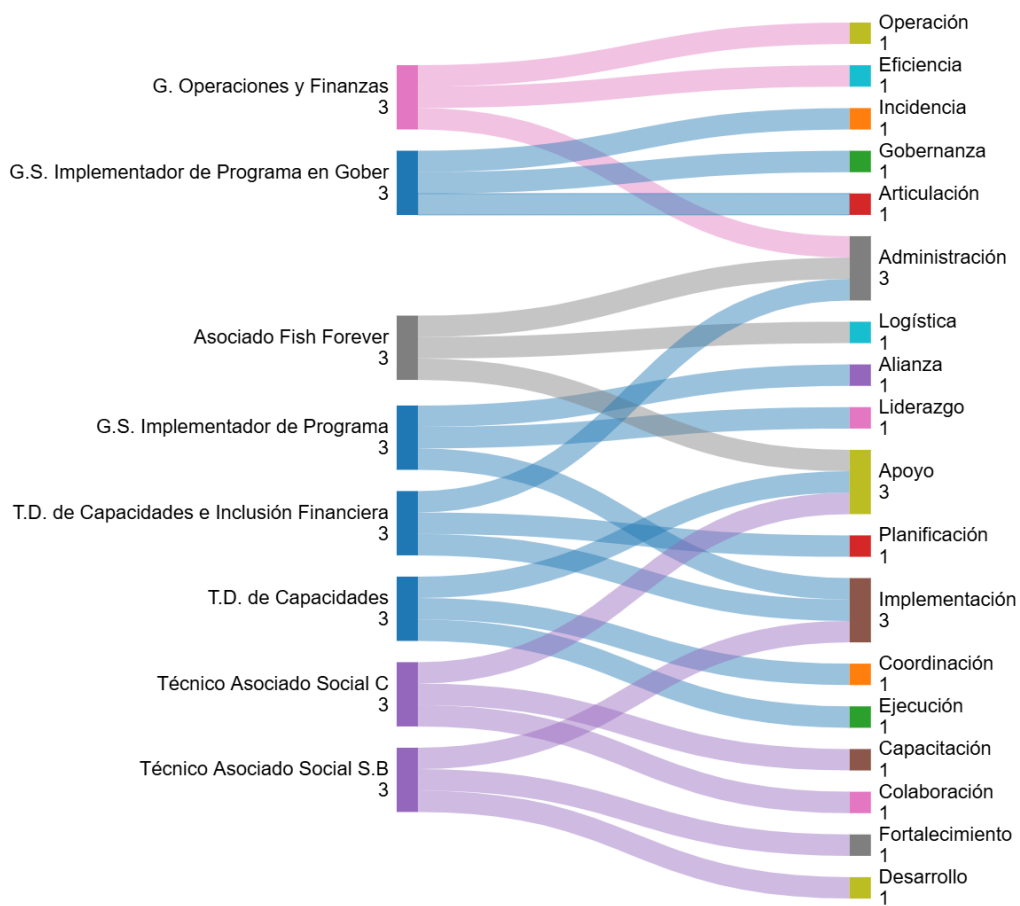 G. Operaciones y Finanzas
3
G.S. Implementador de Programa en Gober
3
Asociado Fish Forever
3
G.S. Implementador de Programa
3
T.D. de Capacidades e Inclusión Financiera
3
T.D. de Capacidades
3
Técnico Asociado Social C
3
Técnico Asociado Social S.B
3
Operación
1
Eficiencia
1
Incidencia
1
Gobernanza
1
Articulación
1
Administración
3
Logística
1
Alianza
1
Liderazgo
1
Apoyo
3
Planificación
1
Implementación
3
Coordinación
1
Ejecución
1
Capacitación
1
Colaboración
1
Fortalecimiento
1
Desarrollo
1